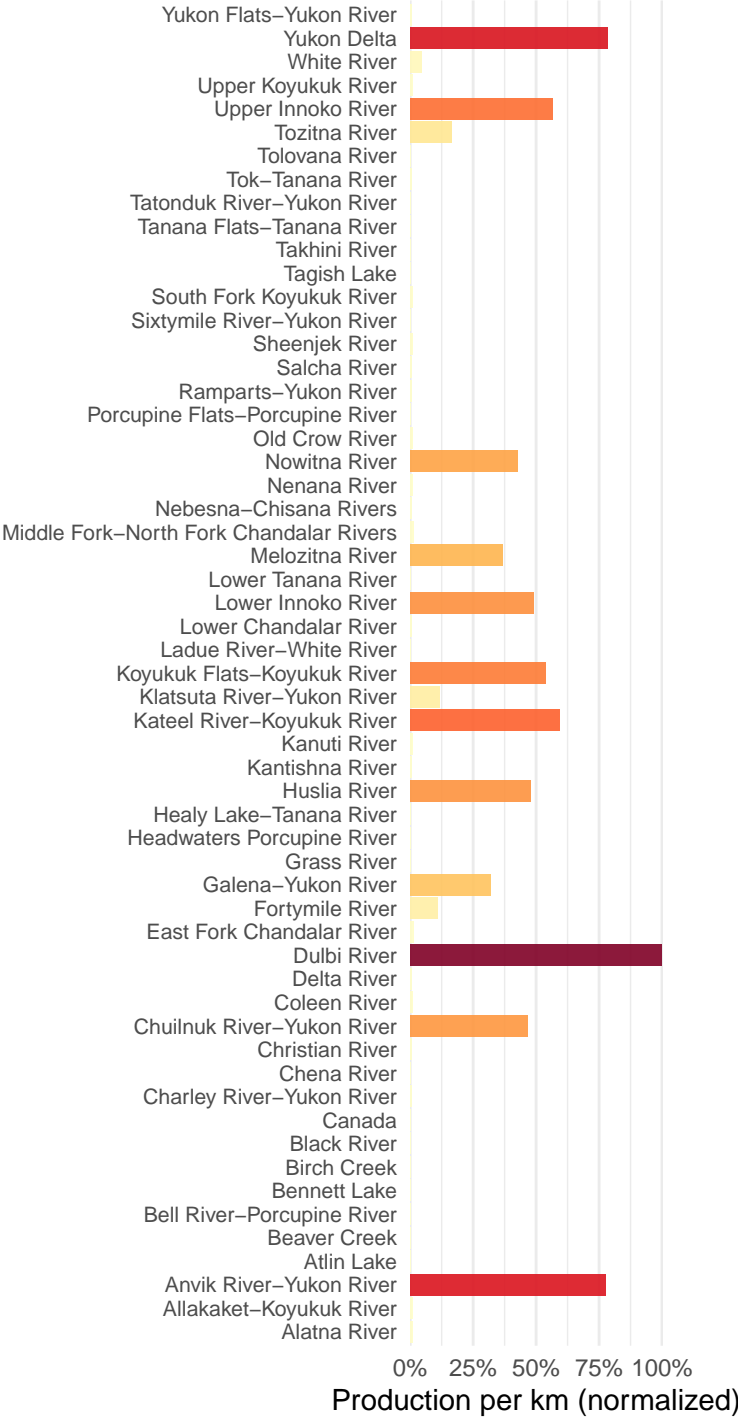 Yukon Flats–Yukon River
Yukon Delta
White River
Upper Koyukuk River
Upper Innoko River
Tozitna River
Tolovana River
Tok–Tanana River
Tatonduk River–Yukon River
Tanana Flats–Tanana River
Takhini River
Tagish Lake
South Fork Koyukuk River
Sixtymile River–Yukon River
Sheenjek River
Salcha River
Ramparts–Yukon River
Porcupine Flats–Porcupine River
Old Crow River
Nowitna River
Nenana River
Nebesna–Chisana Rivers
Middle Fork–North Fork Chandalar Rivers
Melozitna River
Lower Tanana River
Lower Innoko River
Lower Chandalar River
Ladue River–White River
Koyukuk Flats–Koyukuk River
Klatsuta River–Yukon River
Kateel River–Koyukuk River
Kanuti River
Kantishna River
Huslia River
Healy Lake–Tanana River
Headwaters Porcupine River
Grass River
Galena–Yukon River
Fortymile River
East Fork Chandalar River
Dulbi River
Delta River
Coleen River
Chuilnuk River–Yukon River
Christian River
Chena River
Charley River–Yukon River
Canada
Black River
Birch Creek
Bennett Lake
Bell River–Porcupine River
Beaver Creek
Atlin Lake
Anvik River–Yukon River
Allakaket–Koyukuk River
Alatna River
0% 25% 50% 75% 100%
Production per km (normalized)